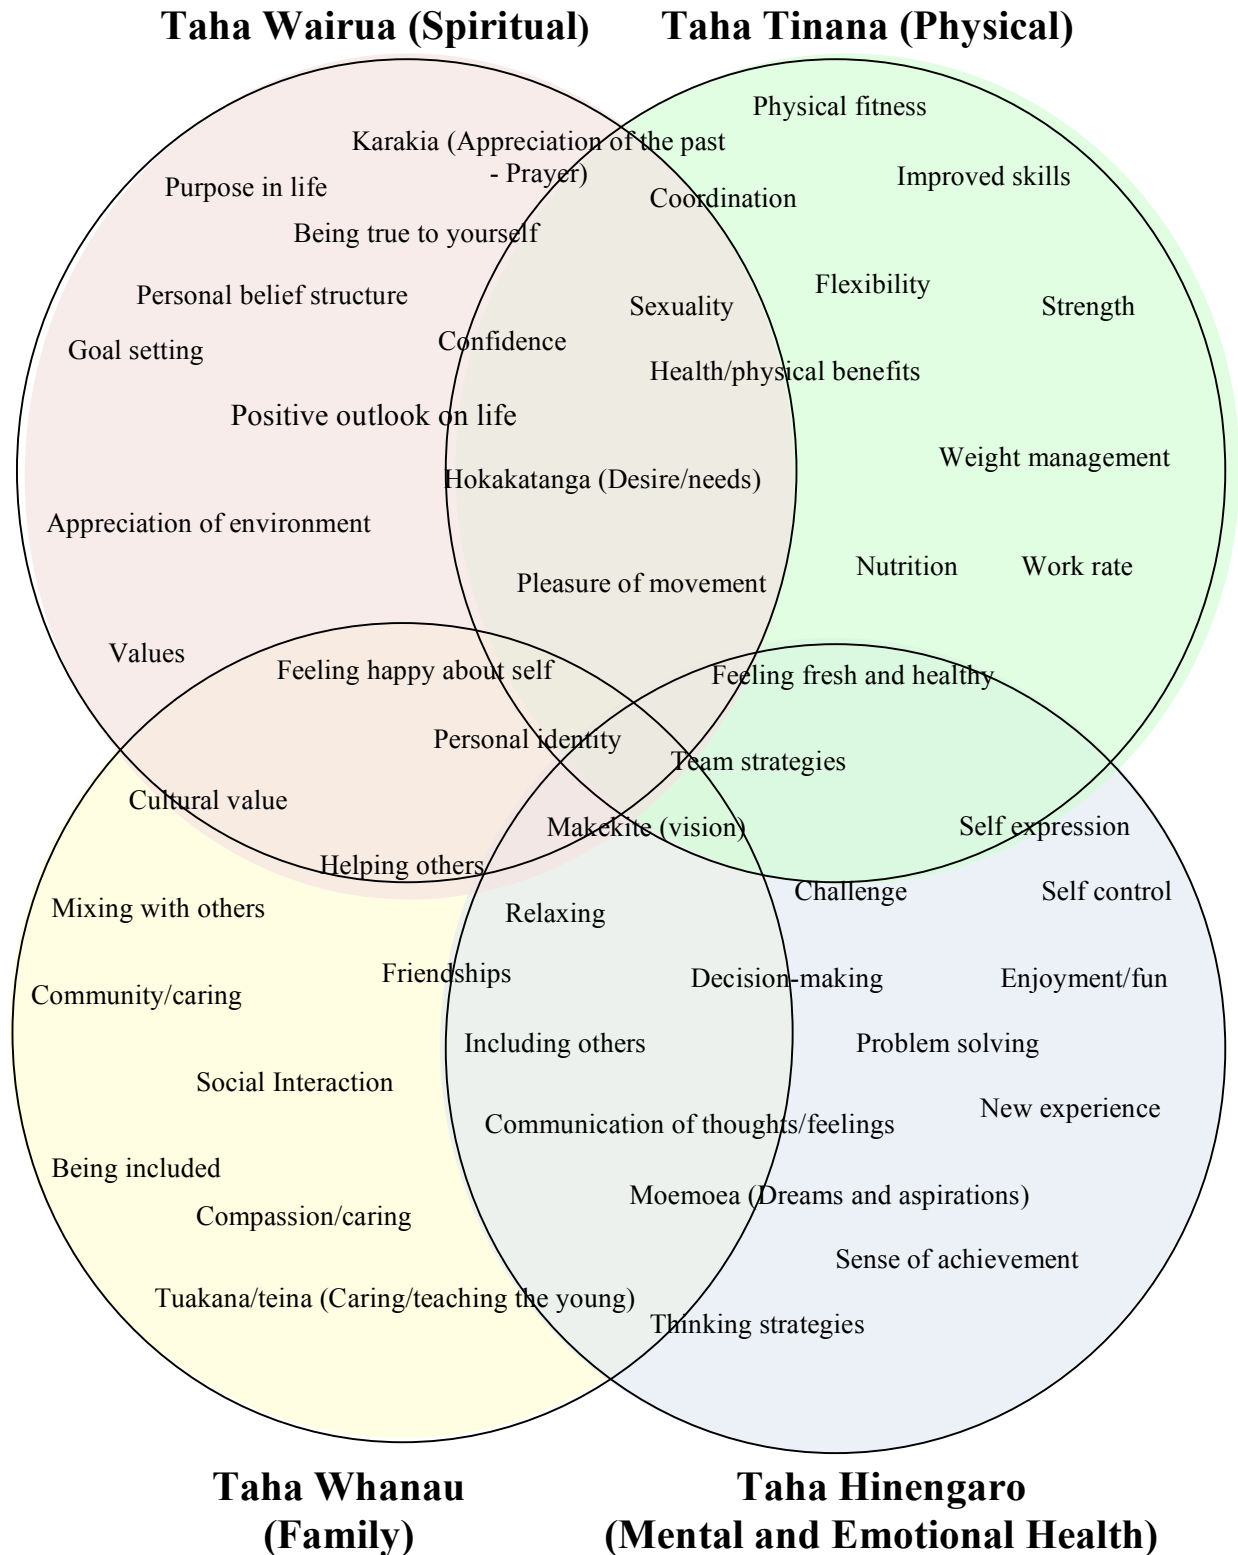 Taha Wairua (Spiritual)
Taha Tinana (Physical)
Physical fitness
Karakia (Appreciation of the past
- Prayer)
Purpose in life
Improved skills
Coordination
Being true to yourself
Flexibility
Personal belief structure
Sexuality
Strength
Confidence
Goal setting
Health/physical benefits
Positive outlook on life
Weight management
Hokakatanga (Desire/needs)
Appreciation of environment
Nutrition
Work rate
Pleasure of movement
Values
Feeling happy about self
Feeling fresh and healthy
Personal identity
Team strategies
Cultural value
Makekite (vision)
Self expression
Helping others
Challenge
Self control
Mixing with others
Relaxing
Friendships
Decision-making
Enjoyment/fun
Community/caring
Including others
Problem solving
Social Interaction
New experience
Communication of thoughts/feelings
Being included
Moemoea (Dreams and aspirations)
Compassion/caring
Sense of achievement
Tuakana/teina (Caring/teaching the young)
Thinking strategies
Taha Whanau
(Family)
Taha Hinengaro
(Mental and Emotional Health)